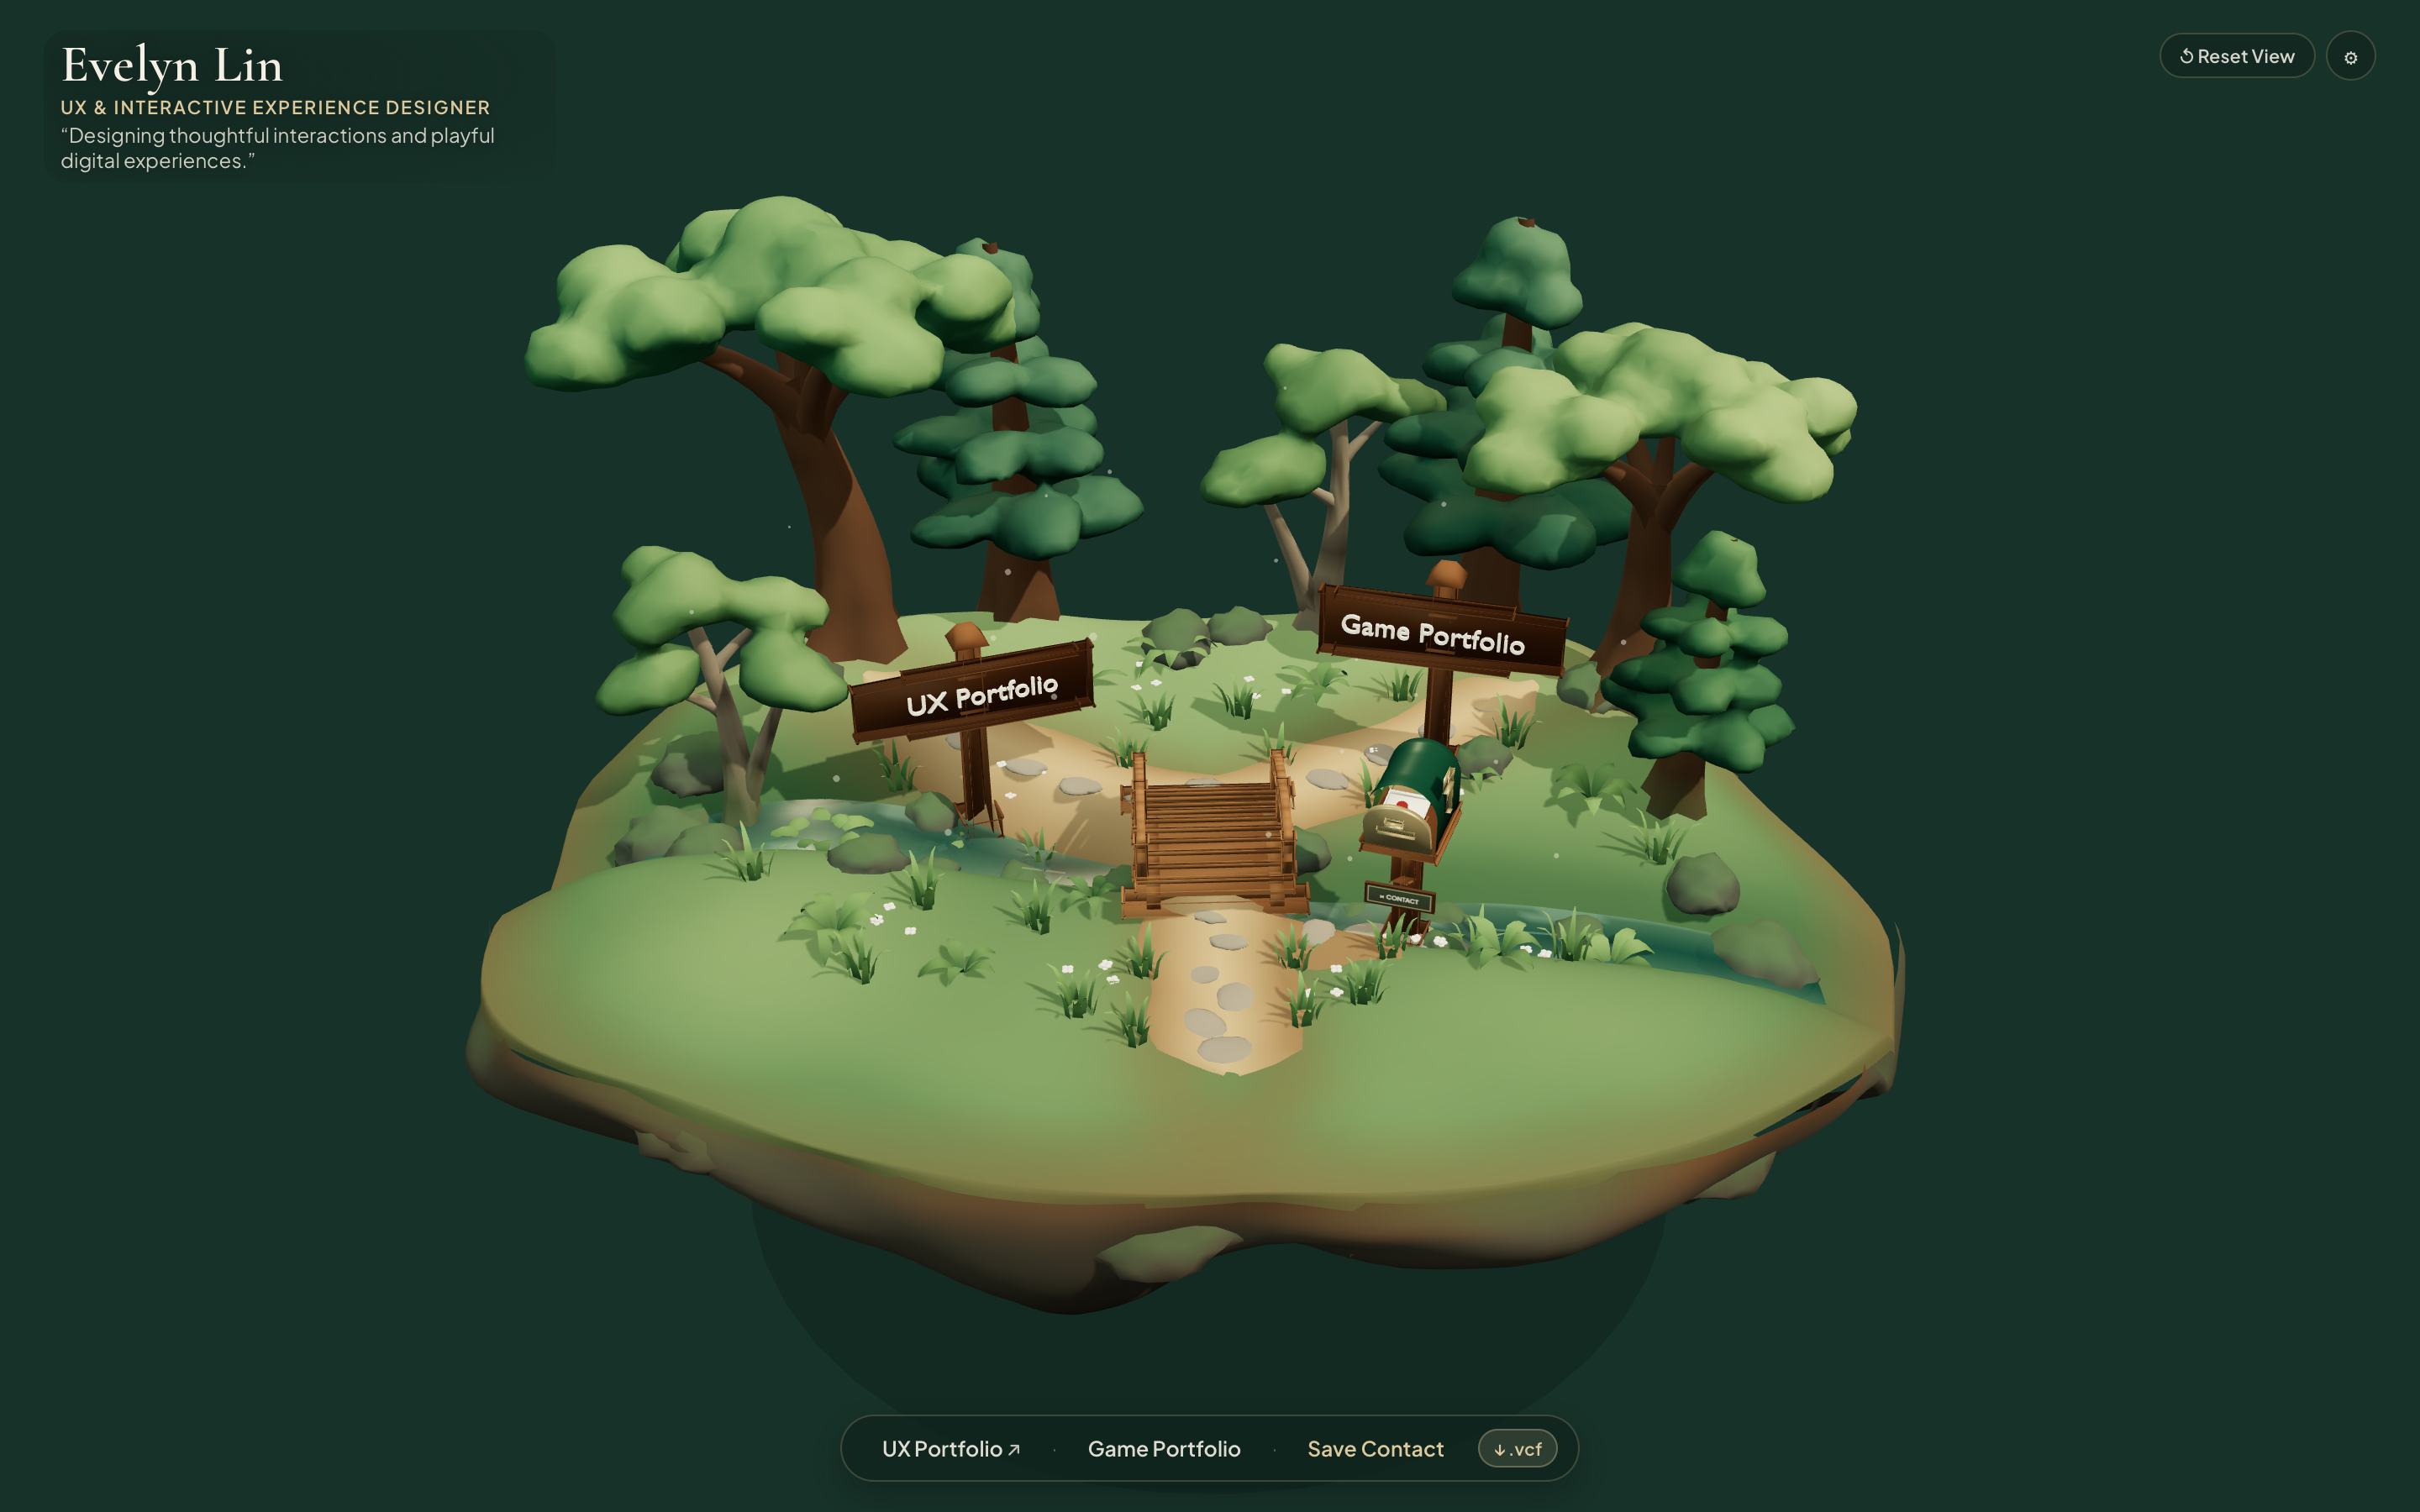 Evelyn Lin
UX & INTERACTIVE EXPERIENCE DESIGNER
“Designing thoughtful interactions and playful
digital experiences.”
↺ Reset View
Game Portfolio
UX Portfolio
CONTACT
UX Portfolio ↗ · Game Portfolio · Save Contact ↓ .vcf